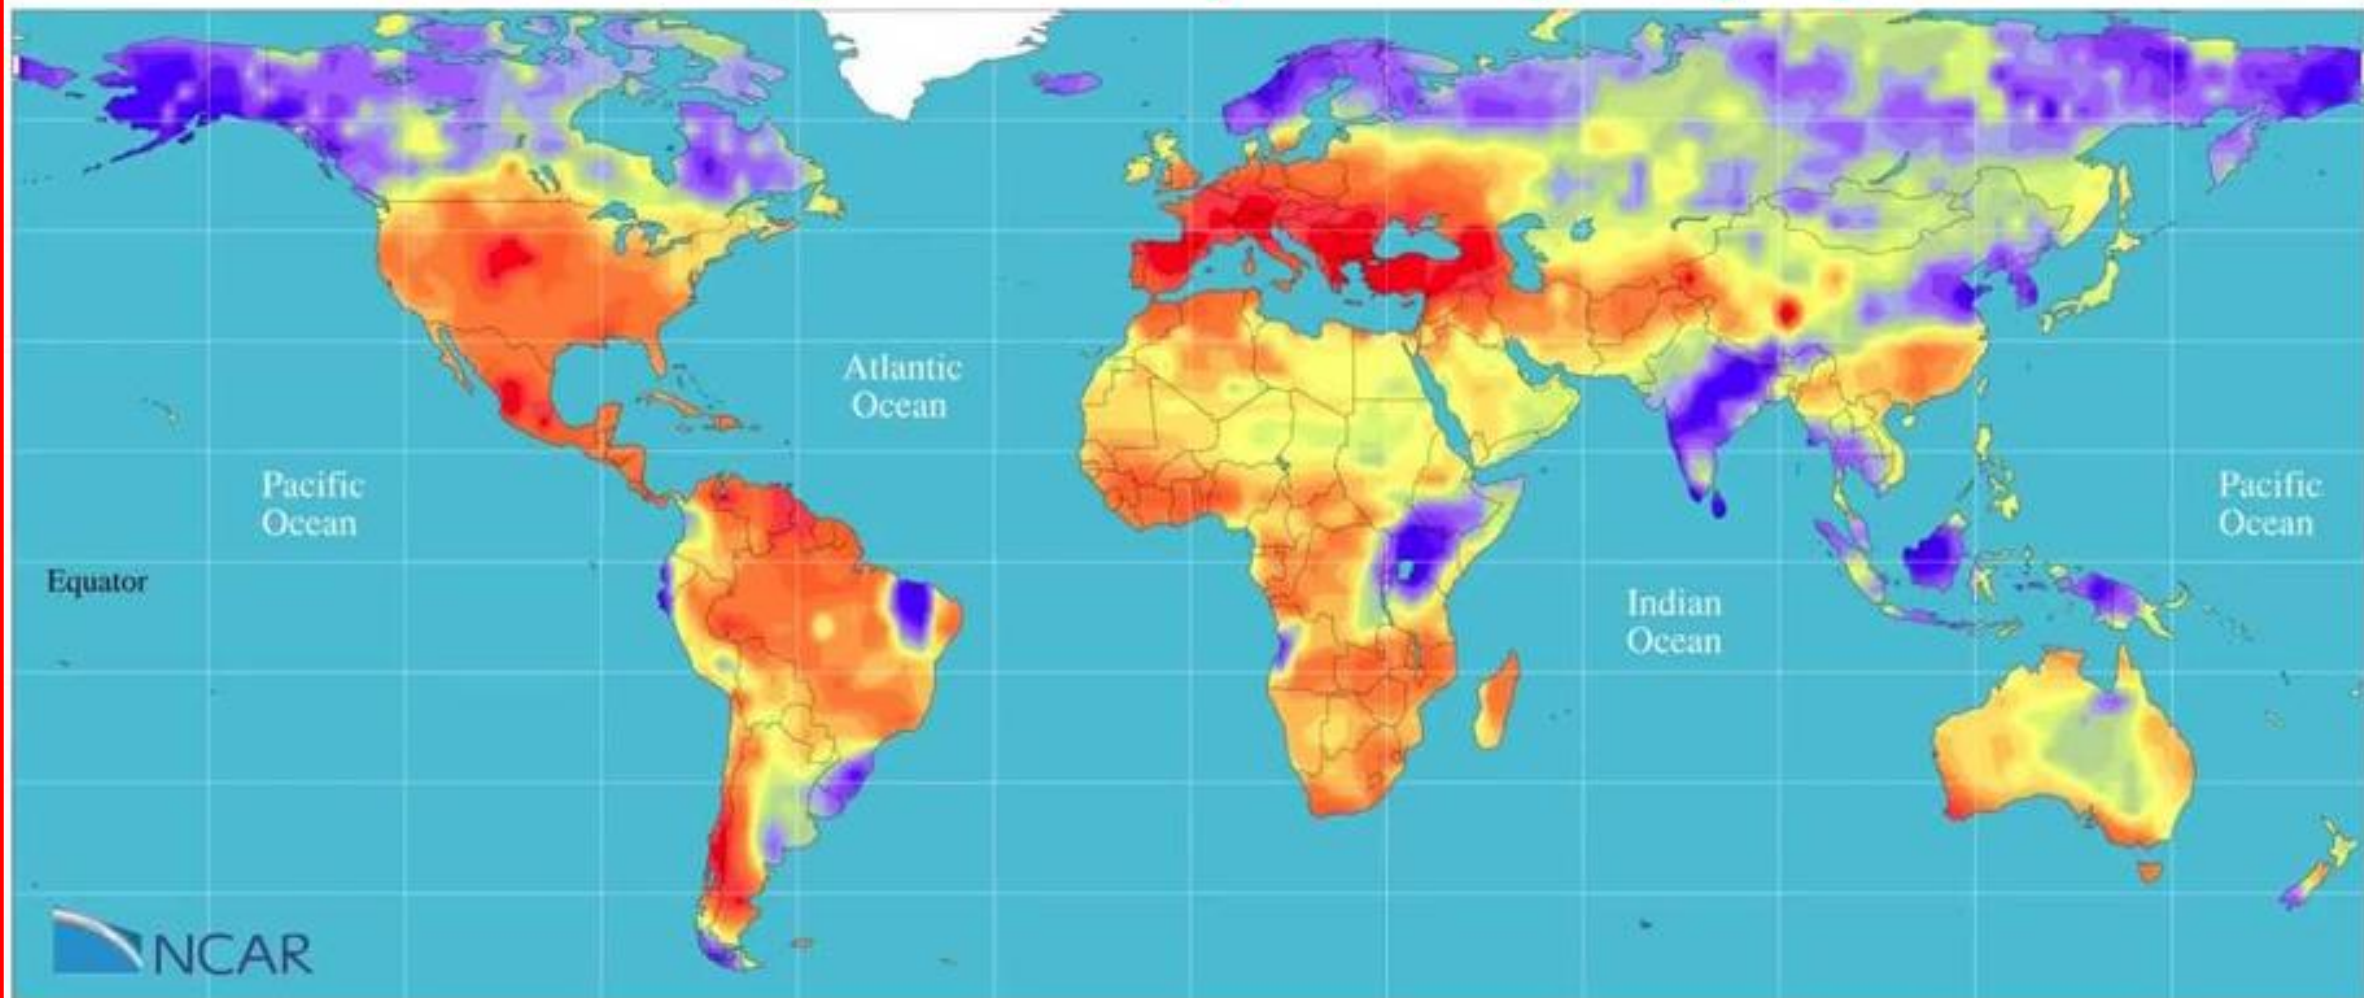 Atlantic
Ocean
Pacific
Ocean
Pacific
Ocean
Equator
Indian
Ocean
NCAR